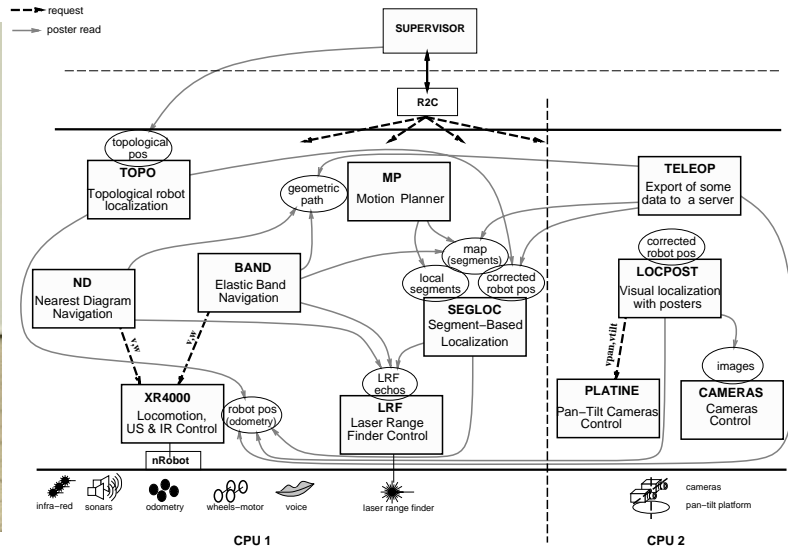 request
poster read
SUPERVISOR
R2C
topological
pos
TOPO
Topological robot
localization
geometric
path
MP
Motion Planner
TELEOP
Export of some
data to a server
map
(segments)
local
segments
corrected
robot pos
corrected
robot pos
LOCPOST
Visual localization
with posters
ND
Nearest Diagram
Navigation
BAND
Elastic Band
Navigation
SEGLOC
Segment-Based
Localization
v,w
v,w
vpan,vtilt
images
LRF
echos
XR4000
Locomotion,
US & IR Control
robot pos
(odometry)
LRF
Laser Range
Finder Control
PLATINE
Pan-Tilt Cameras
Control
CAMERAS
Cameras
Control
nRobot
infra-red
sonars
odometry
wheels-motor
voice
laser range finder
cameras
pan-tilt platform
CPU 1
CPU 2